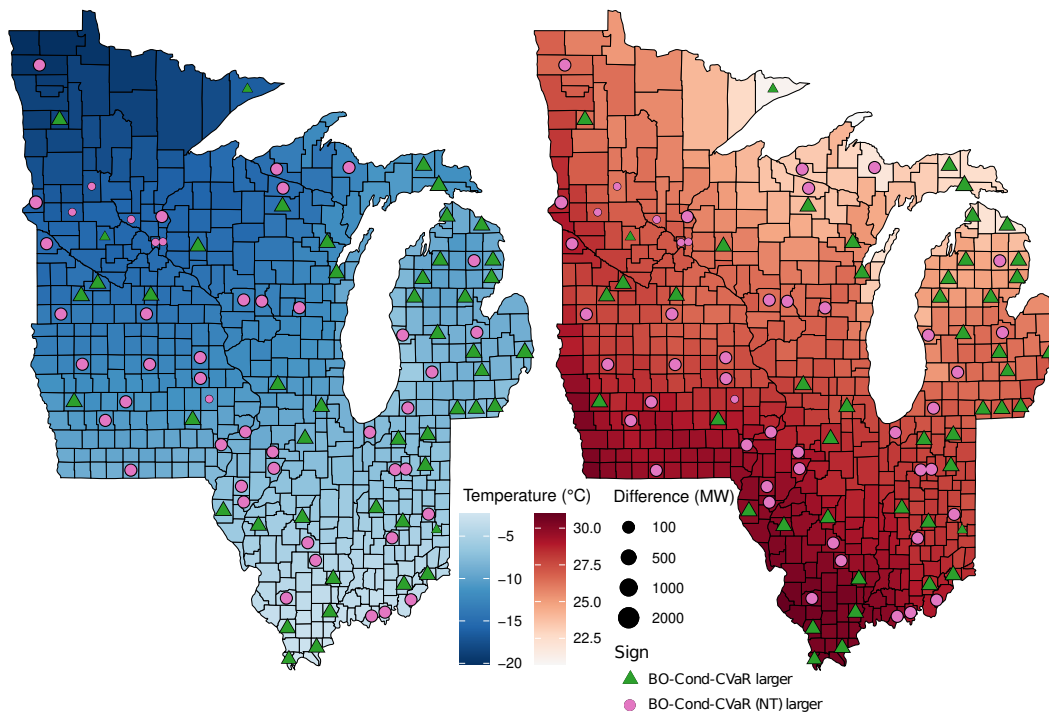 Temperature (°C)
−5
−10
−15
−20
30.0
27.5
25.0
22.5
Difference (MW)
100
500
1000
2000
Sign
BO-Cond-CVaR larger
BO-Cond-CVaR (NT) larger